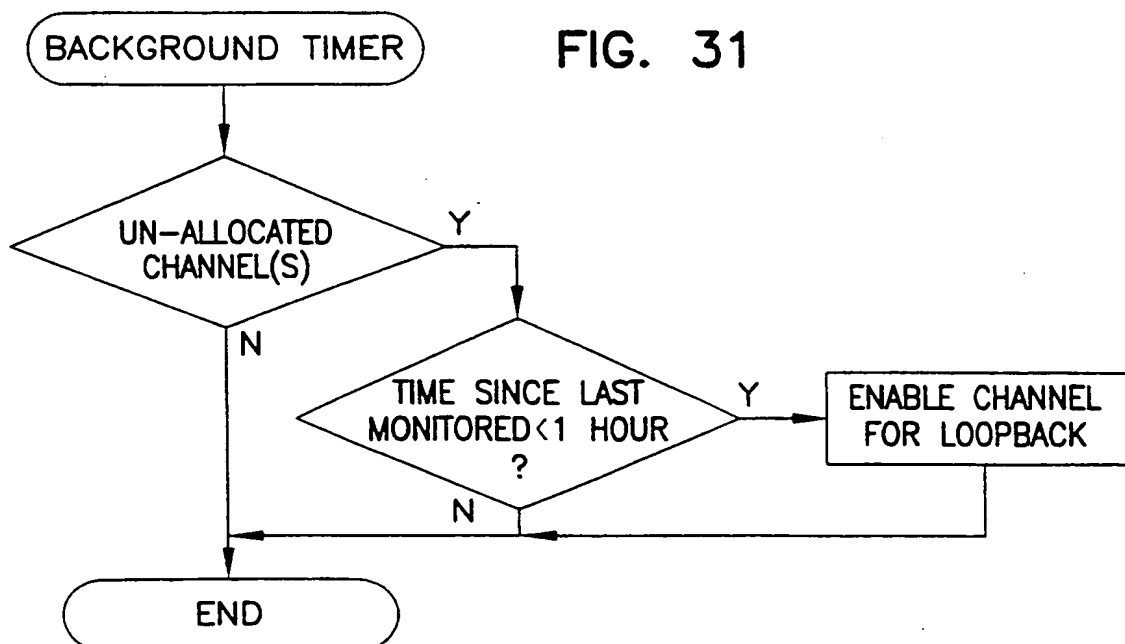 BACKGROUND TIMER
FIG. 31
UN-ALLOCATED
CHANNEL(S)
Y
N
TIME SINCE LAST
MONITORED<1 HOUR
?
Y
N
ENABLE CHANNEL
FOR LOOPBACK
END